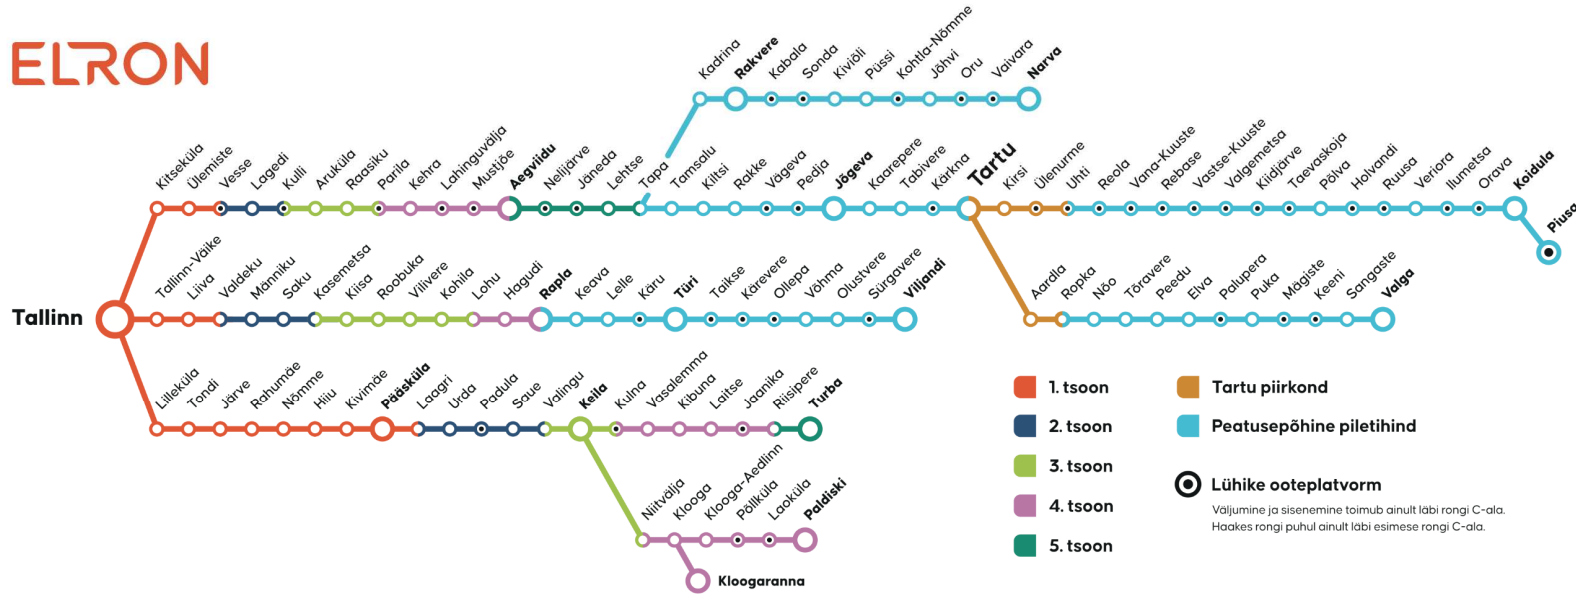 ELRON
Kadrina
Rakvere
Kabala
Sonda
Kiviõli
Püssi
Kohtla-Nõmme
Jõhvi
Oru
Vaivara
Narva
Kitseküla
Ülemiste
Vesse
Lagedi
Kulli
Aruküla
Raasiku
Parila
Kehra
Lahinguvälja
Mustjõe
Aegviidu
Nelijärve
Jäneda
Lehtse
Tapa
Tamsalu
Kiltsi
Rakke
Vägeva
Pedja
Jõgeva
Kaarepere
Tabivere
Kärkna
Tartu
Kirsi
Ülenurme
Uhti
Reola
Vana-Kuuste
Rebase
Vastse-Kuuste
Valgemetsa
Kiidjärve
Taevaskoja
Põlva
Holvandi
Ruusa
Veriora
Ilumetsa
Orava
Koidula
Piusa
Tallinn
Tallinn-Väike
Liiva
Valdeku
Männiku
Saku
Kasemetsa
Kiisa
Roobuka
Vilivere
Kohila
Lohu
Hagudi
Rapla
Keava
Lelle
Käru
Türi
Taikse
Kärevere
Ollepa
Võhma
Olustvere
Sürgavere
Viljandi
Aardla
Ropka
Nõo
Tõravere
Peedu
Elva
Palupera
Puka
Mägiste
Keeni
Sangaste
Valga
Lilleküla
Tondi
Järve
Rahumäe
Nõmme
Hiiu
Kivimäe
Pääsküla
Laagri
Urda
Padula
Saue
Valingu
Keila
Kulna
Vasalemma
Kibuna
Laitse
Jaanika
Riisipere
Turba
Niitvälja
Klooga
Klooga-Aedlinn
Põllküla
Laoküla
Paldiski
Kloogaranna
1. tsoon
2. tsoon
3. tsoon
4. tsoon
5. tsoon
Tartu piirkond
Peatusepõhine piletihind
Lühike ooteplatvorm
Väljumine ja sisenemine toimub ainult läbi rongi C-ala.
Haakes rongi puhul ainult läbi esimese rongi C-ala.